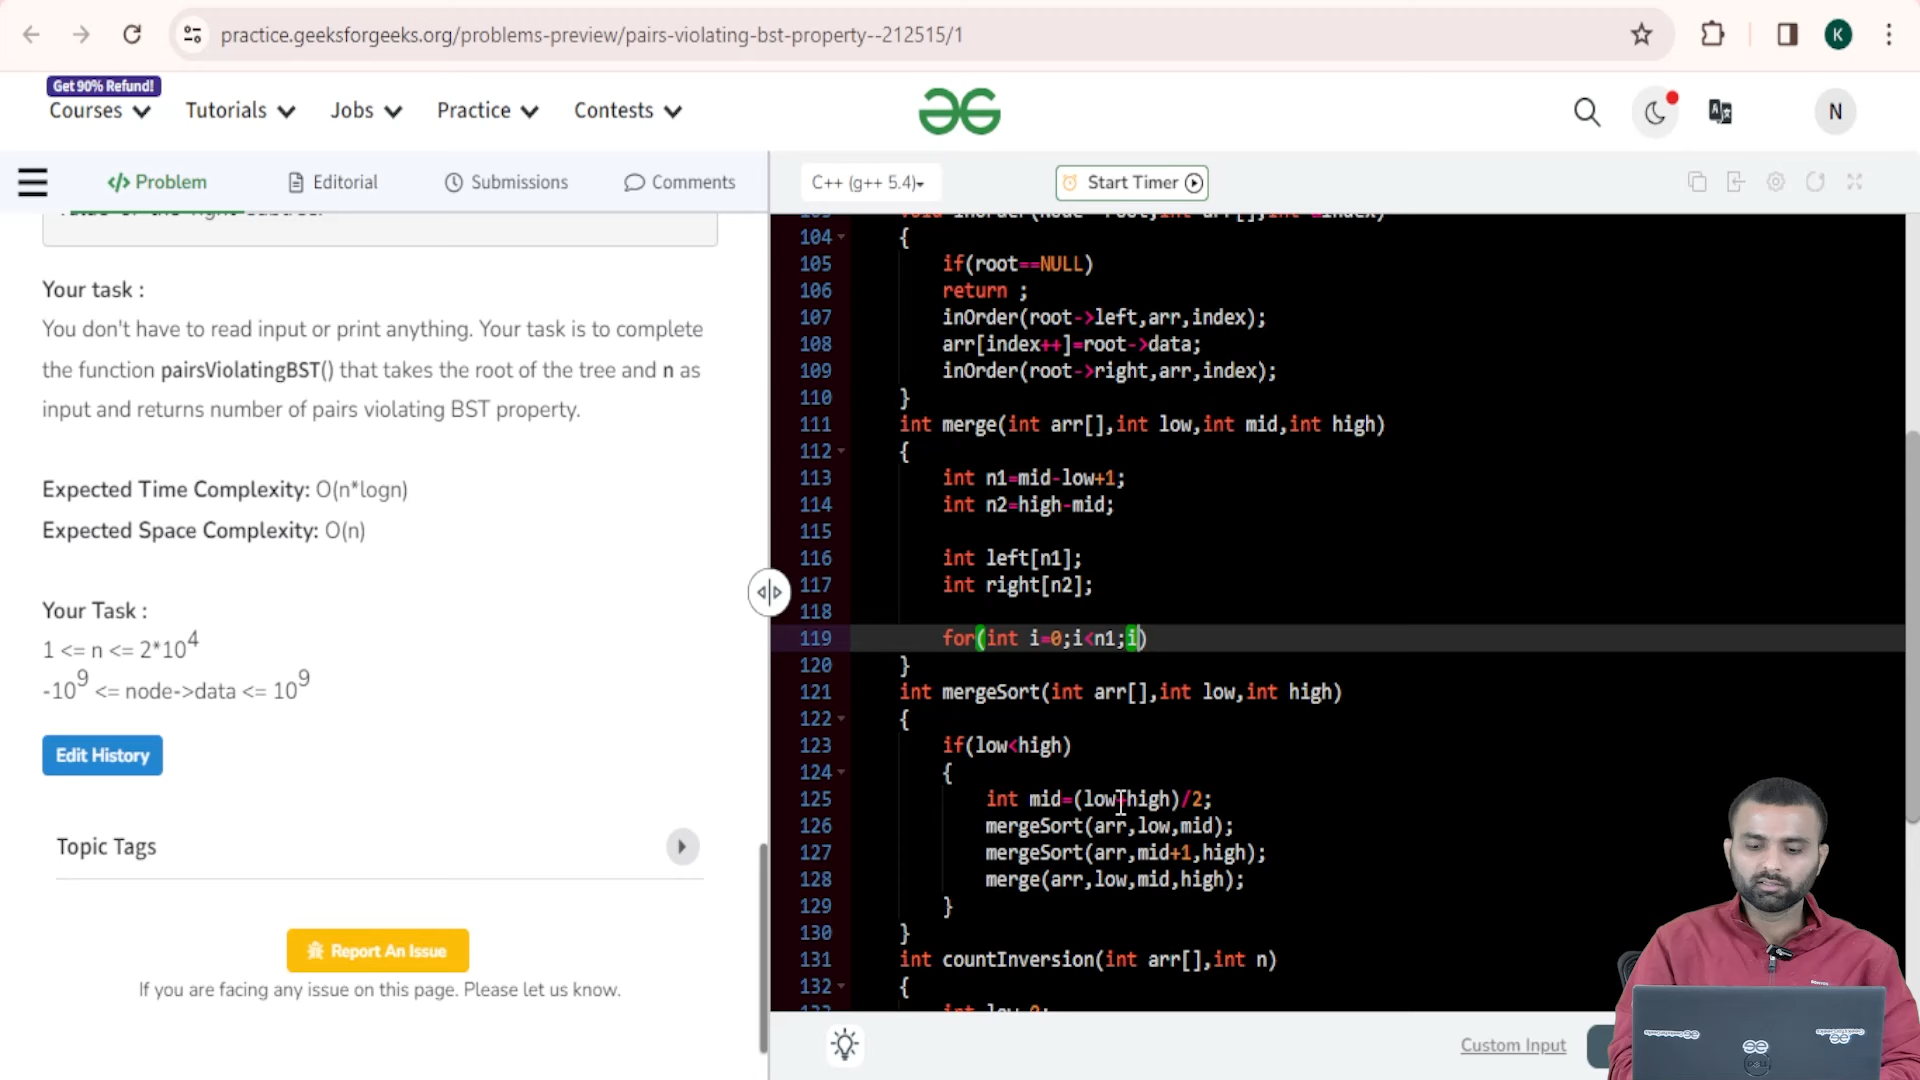 practice.geeksforgeeks.org/problems-preview/pairs-violating-bst-property--212515/1
K
Get 90% Refund!
Courses
Tutorials
Jobs
Practice
Contests
N
</> Problem
Editorial
Submissions
Comments
C++ (g++ 5.4)
Start Timer
Your task :
You don't have to read input or print anything. Your task is to complete
the function pairsViolatingBST() that takes the root of the tree and n as
input and returns number of pairs violating BST property.
Expected Time Complexity: O(n*logn)
Expected Space Complexity: O(n)
Your Task :
1 <= n <= 2*10^4
-10^9 <= node->data <= 10^9
Edit History
Topic Tags
Report An Issue
If you are facing any issue on this page. Please let us know.
104 {
105 if(root==NULL)
106 return ;
107 inOrder(root->left,arr,index);
108 arr[index++]=root->data;
109 inOrder(root->right,arr,index);
110 }
111 int merge(int arr[],int low,int mid,int high)
112 {
113 int n1=mid-low+1;
114 int n2=high-mid;
115
116 int left[n1];
117 int right[n2];
118
119 for(int i=0;i<n1;i)
120 }
121 int mergeSort(int arr[],int low,int high)
122 {
123 if(low<high)
124 {
125 int mid=(low+high)/2;
126 mergeSort(arr,low,mid);
127 mergeSort(arr,mid+1,high);
128 merge(arr,low,mid,high);
129 }
130 }
131 int countInversion(int arr[],int n)
132 {
Custom Input